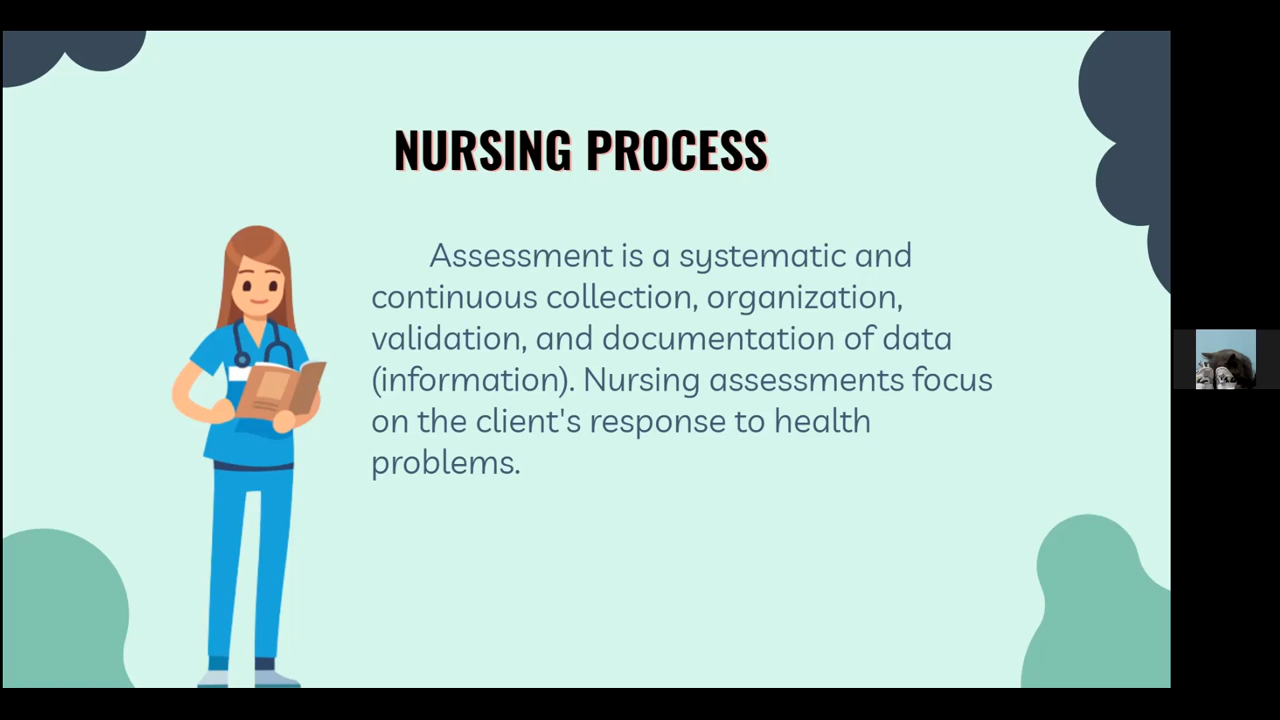 NURSING PROCESS
Assessment is a systematic and
continuous collection, organization,
validation, and documentation of data
(information). Nursing assessments focus
on the client's response to health
problems.